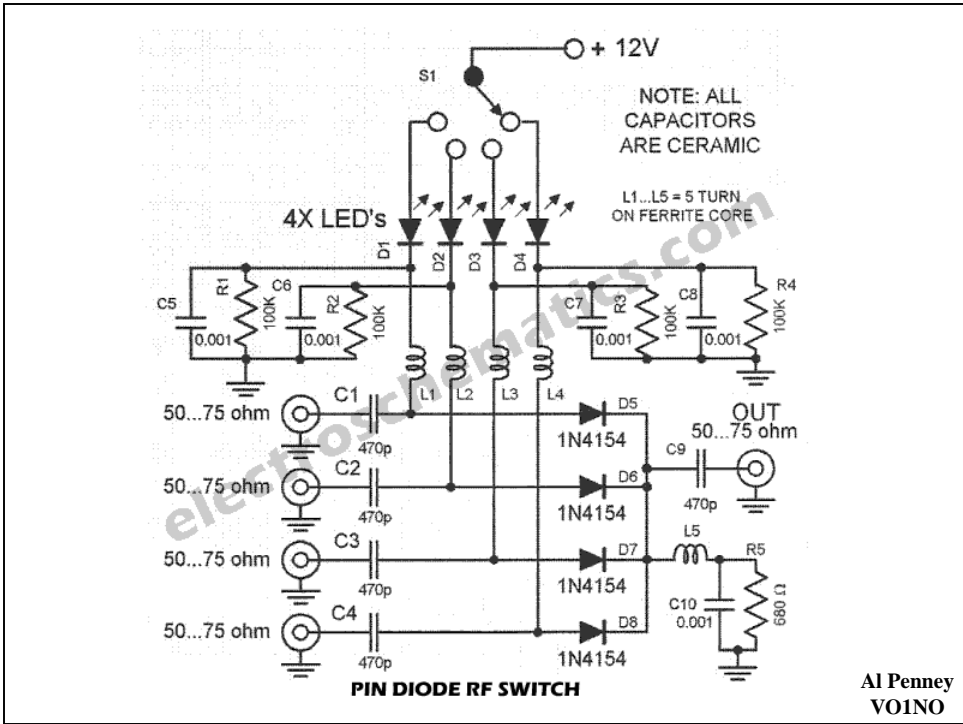 + 12V
S1
NOTE: ALL
CAPACITORS
ARE CERAMIC
L1...L5 = 5 TURN
ON FERRITE CORE
4X LED's
D1
D2
D3
D4
C5
0.001
R1
100K
C6
0.001
R2
100K
C7
0.001
R3
100K
C8
0.001
R4
100K
L1
L2
L3
L4
50...75 ohm
C1
470p
D5
1N4154
50...75 ohm
C2
470p
D6
1N4154
50...75 ohm
C3
470p
D7
1N4154
50...75 ohm
C4
470p
D8
1N4154
OUT
50...75 ohm
C9
470p
L5
R5
680 Ω
C10
0.001
electroschematics.com
PIN DIODE RF SWITCH
Al Penney
VO1NO